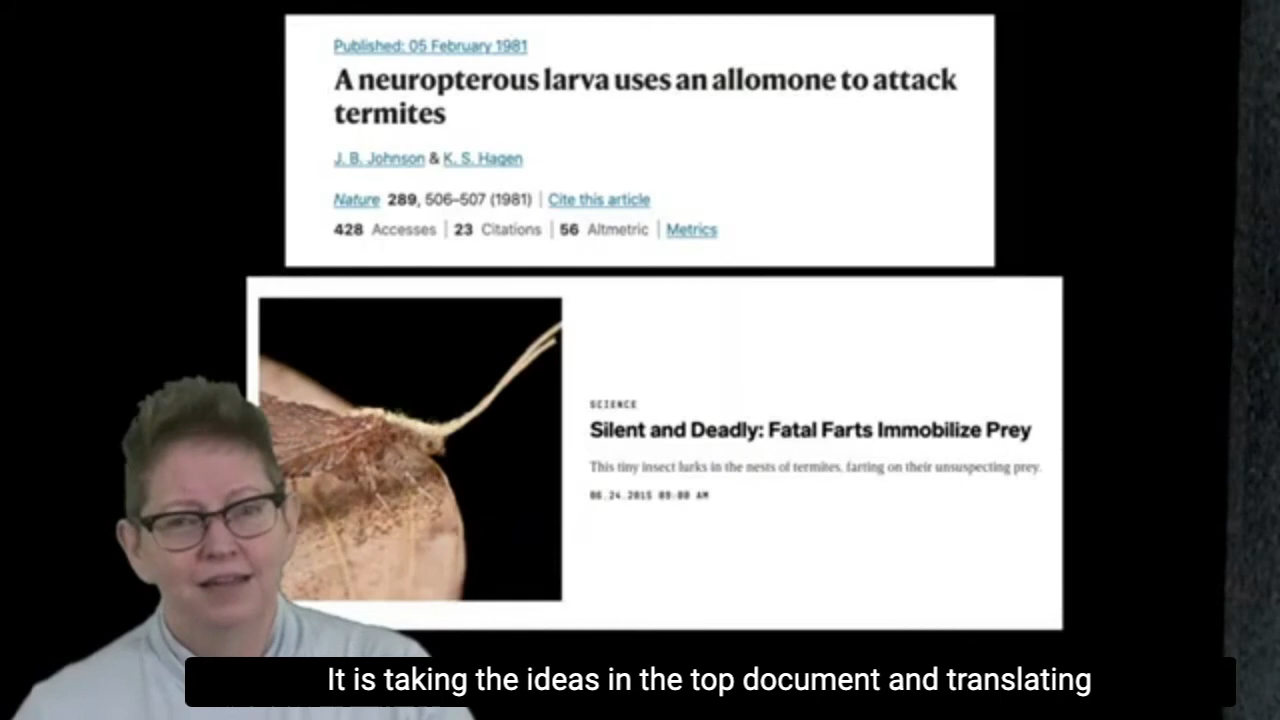 Published: 05 February 1981
A neuropterous larva uses an allomone to attack
termites
J. B. Johnson & K. S. Hagen
Nature 289, 506–507 (1981) | Cite this article
428 Accesses | 23 Citations | 56 Altmetric | Metrics
SCIENCE
Silent and Deadly: Fatal Farts Immobilize Prey
This tiny insect lurks in the nests of termites, farting on their unsuspecting prey.
06.24.2015 09:00 AM
It is taking the ideas in the top document and translating